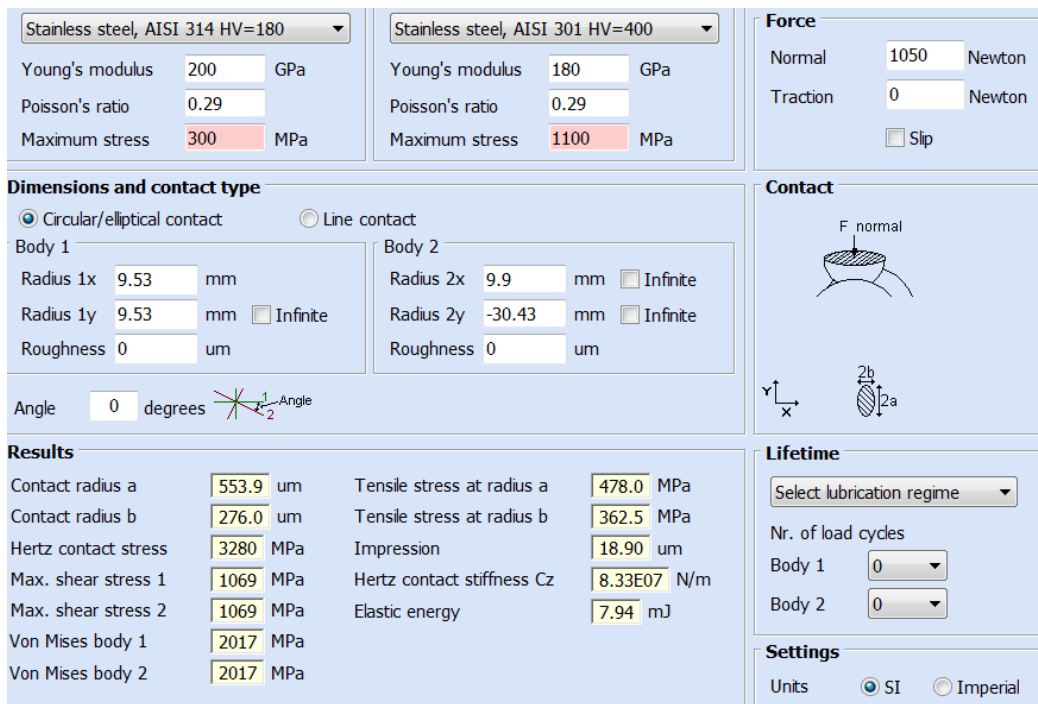 Stainless steel, AISI 314 HV=180
Young's modulus 200 GPa
Poisson's ratio 0.29
Maximum stress 300 MPa
Stainless steel, AISI 301 HV=400
Young's modulus 180 GPa
Poisson's ratio 0.29
Maximum stress 1100 MPa
Force
Normal 1050 Newton
Traction 0 Newton
Slip
Dimensions and contact type
Circular/elliptical contact Line contact
Body 1
Radius 1x 9.53 mm
Radius 1y 9.53 mm Infinite
Roughness 0 um
Body 2
Radius 2x 9.9 mm Infinite
Radius 2y -30.43 mm Infinite
Roughness 0 um
Angle 0 degrees 1 2 Angle
Contact
F normal
Y X
2b
2a
Results
Contact radius a 553.9 um
Contact radius b 276.0 um
Hertz contact stress 3280 MPa
Max. shear stress 1 1069 MPa
Max. shear stress 2 1069 MPa
Von Mises body 1 2017 MPa
Von Mises body 2 2017 MPa
Tensile stress at radius a 478.0 MPa
Tensile stress at radius b 362.5 MPa
Impression 18.90 um
Hertz contact stiffness Cz 8.33E07 N/m
Elastic energy 7.94 mJ
Lifetime
Select lubrication regime
Nr. of load cycles
Body 1 0
Body 2 0
Settings
Units SI Imperial